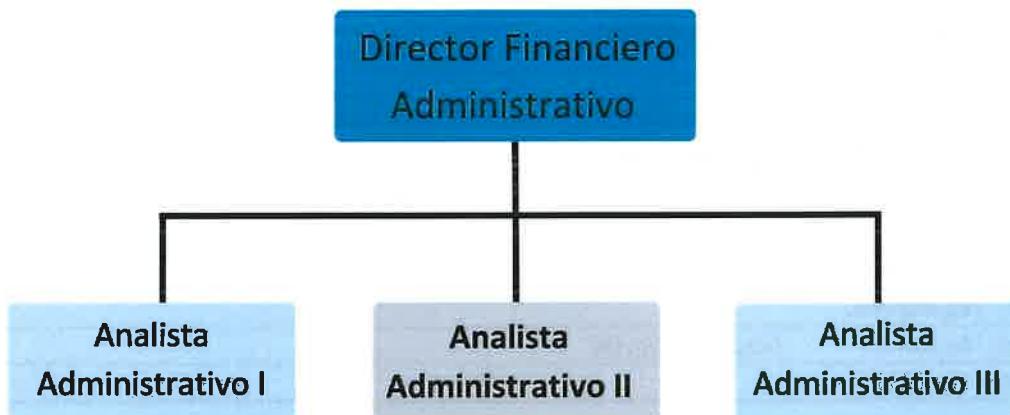 Director Financiero
Administrativo
Analista
Administrativo I
Analista
Administrativo II
Analista
Administrativo III